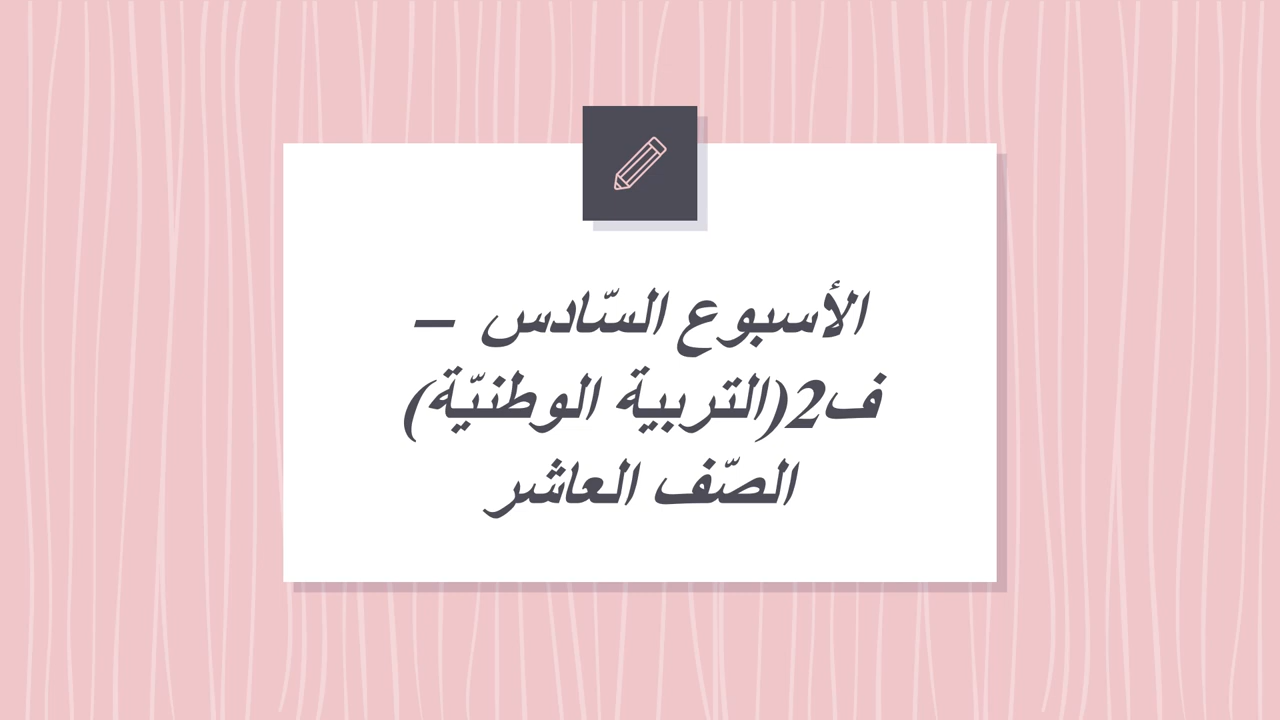 الأسبوع السّادس –
ف2(التربية الوطنيّة)
الصّف العاشر